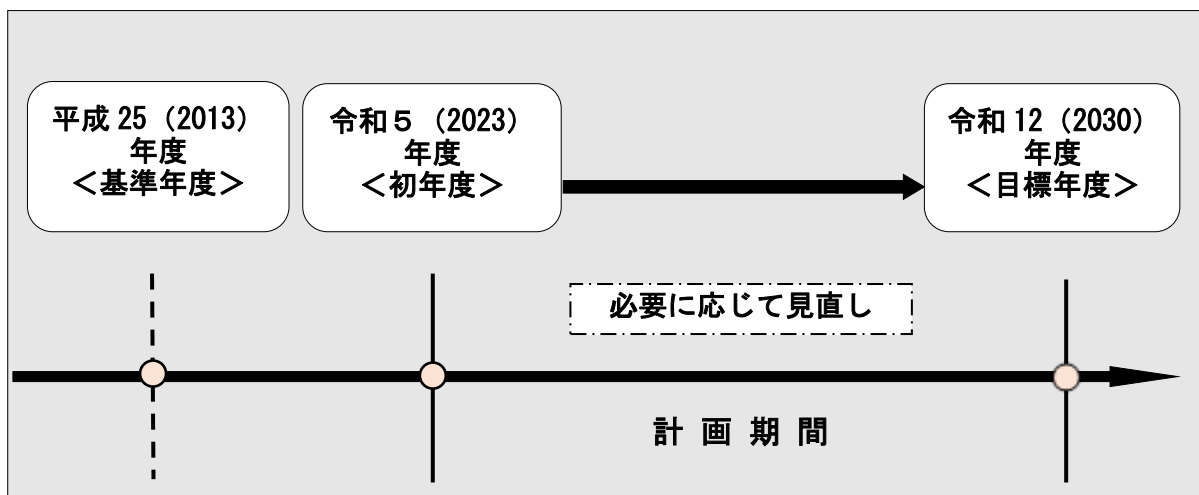 平成 25（2013）
年度
＜基準年度＞
令和５（2023）
年度
＜初年度＞
令和 12（2030）
年度
＜目標年度＞
必要に応じて見直し
計 画 期 間